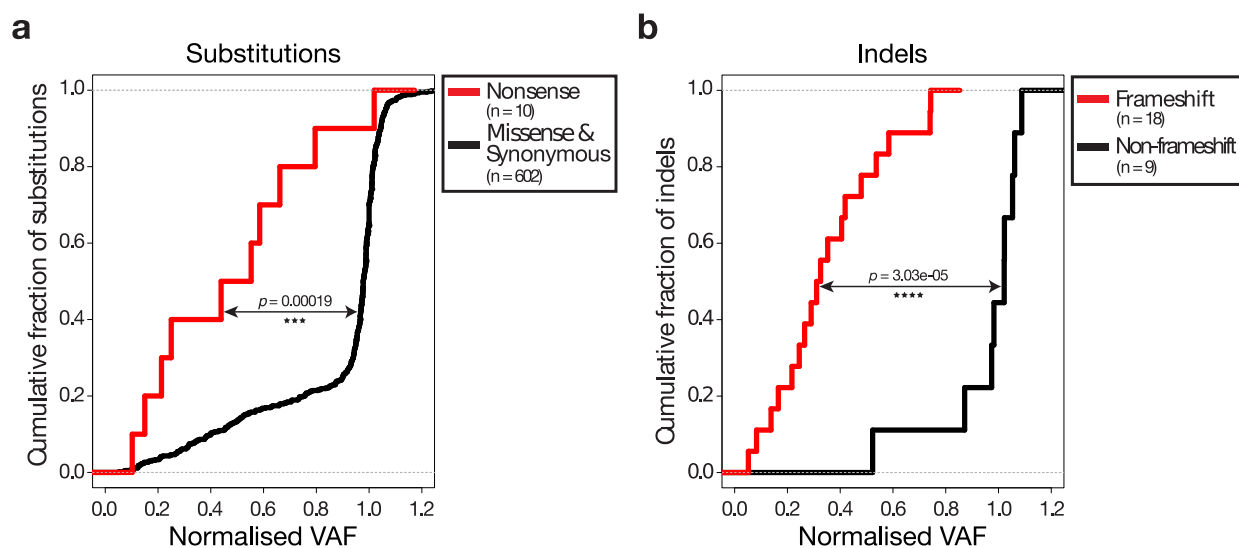 a
Substitutions
Cumulative fraction of substitutions
1.0
0.8
0.6
0.4
0.2
0.0
p = 0.00019
***
0.0 0.2 0.4 0.6 0.8 1.0 1.2
Normalised VAF
Nonsense
(n = 10)
Missense &
Synonymous
(n = 602)
b
Indels
Cumulative fraction of indels
1.0
0.8
0.6
0.4
0.2
0.0
p = 3.03e-05
****
0.0 0.2 0.4 0.6 0.8 1.0 1.2
Normalised VAF
Frameshift
(n = 18)
Non-frameshift
(n = 9)